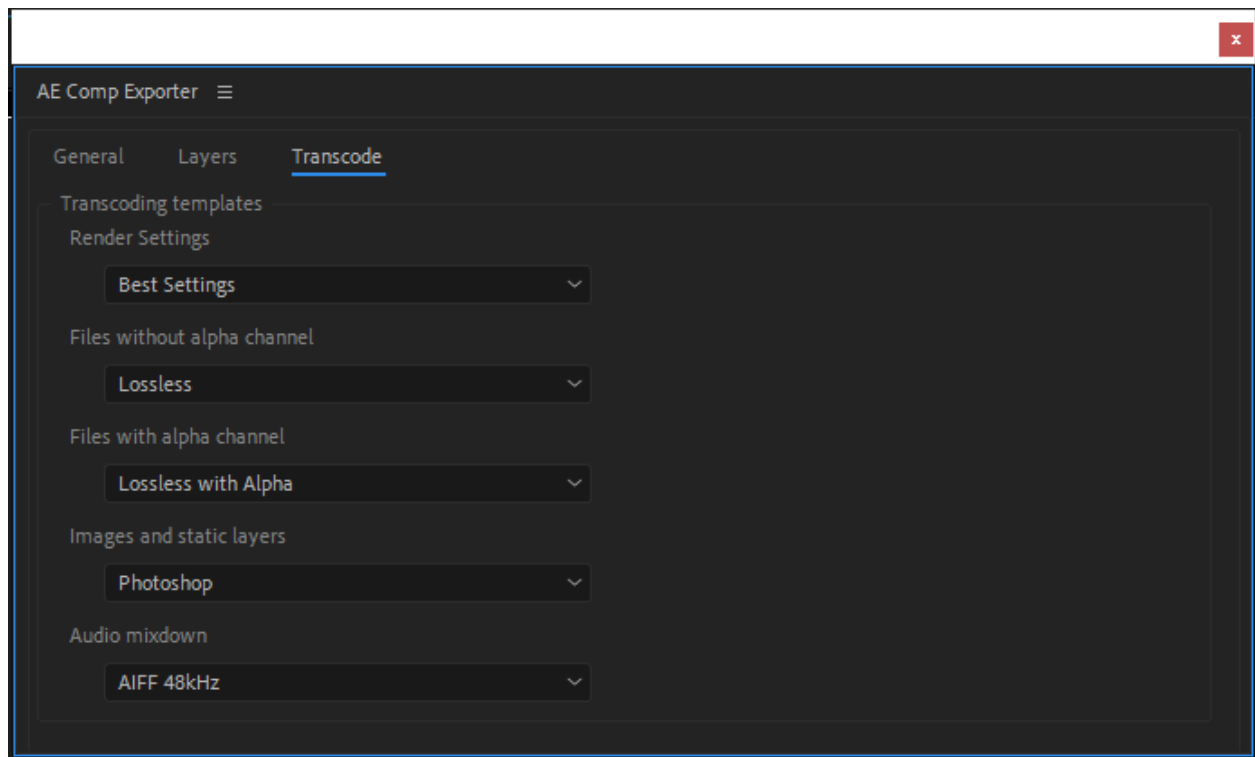 x
AE Comp Exporter ☰
General Layers Transcode
Transcoding templates
Render Settings
Best Settings
Files without alpha channel
Lossless
Files with alpha channel
Lossless with Alpha
Images and static layers
Photoshop
Audio mixdown
AIFF 48kHz